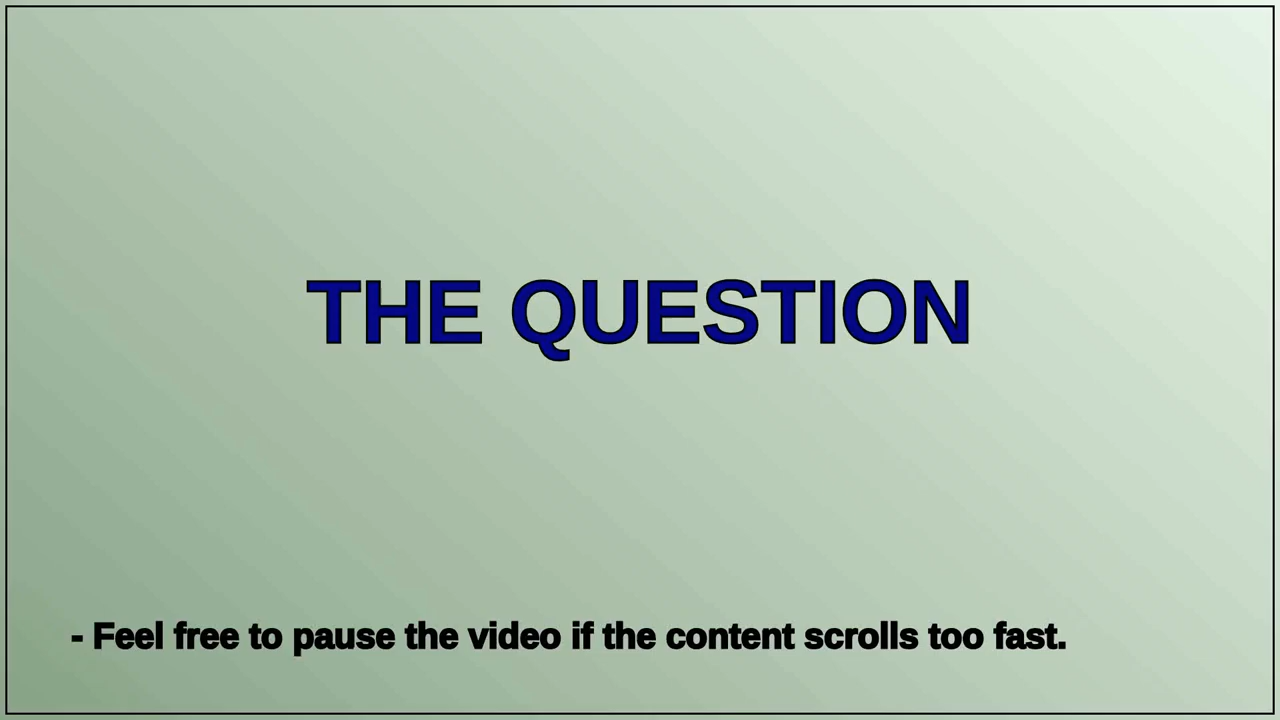 THE QUESTION
- Feel free to pause the video if the content scrolls too fast.